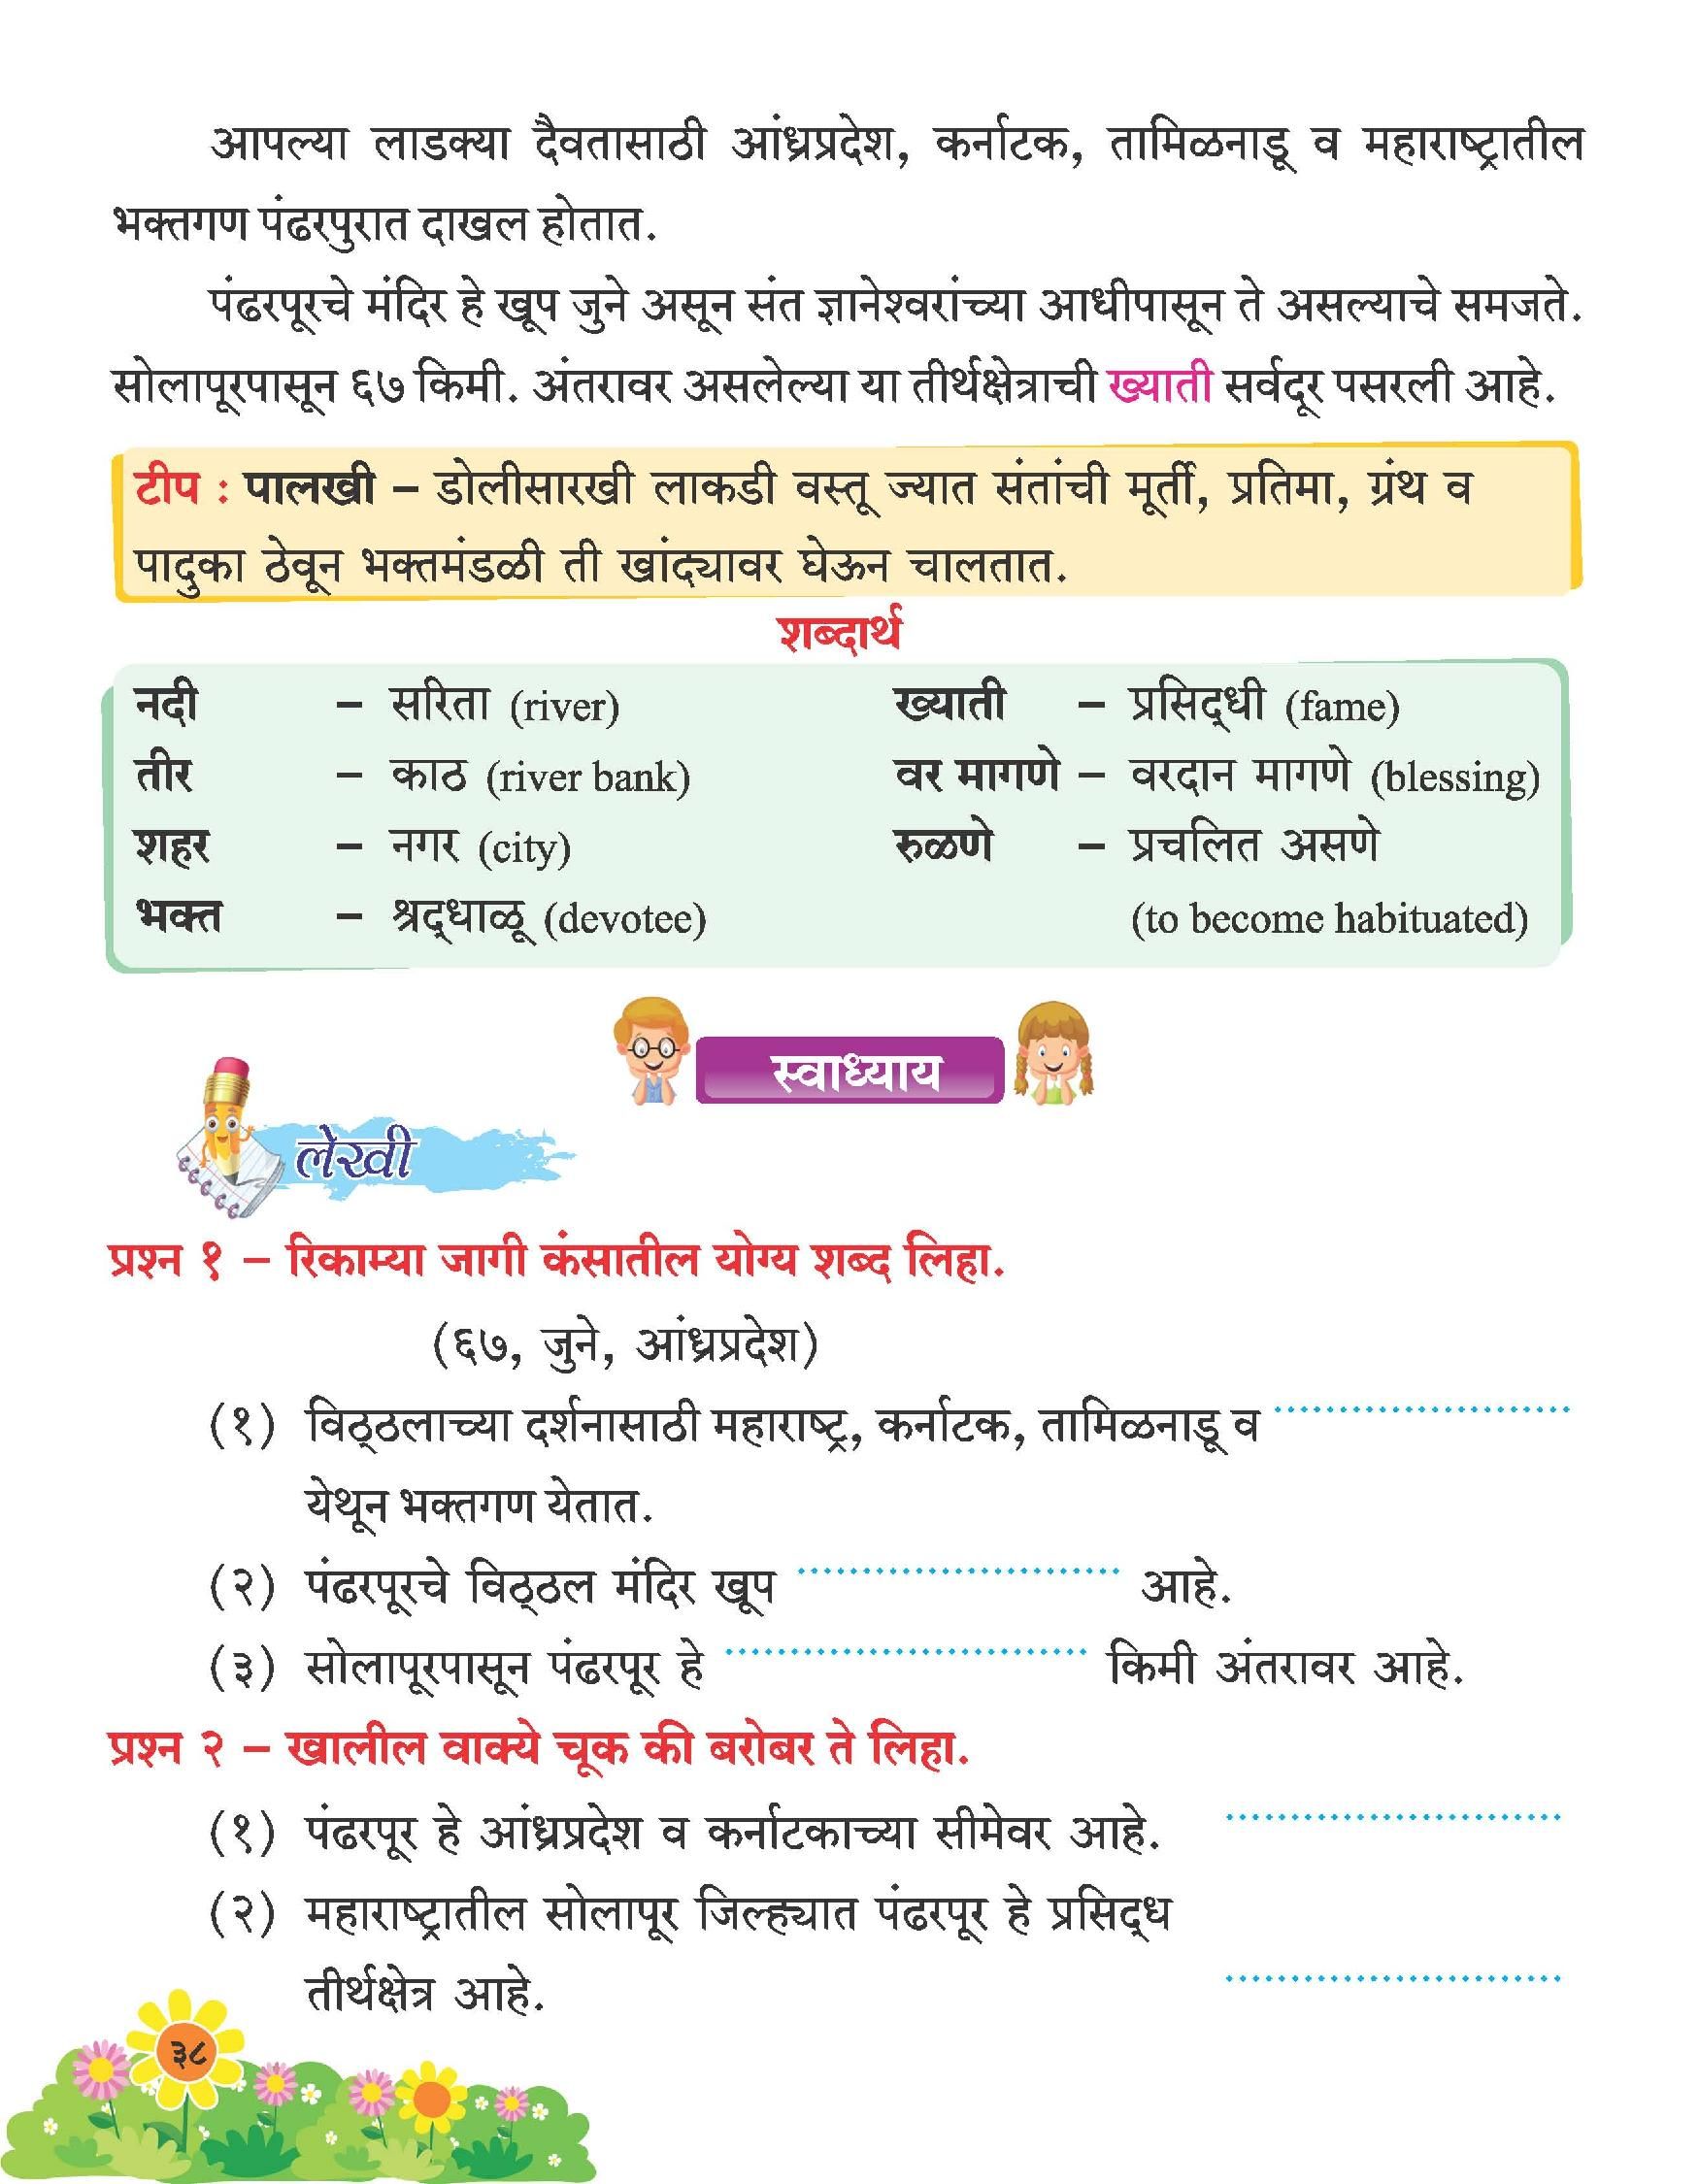 आपल्या लाडक्या दैवतासाठी आंध्रप्रदेश, कर्नाटक, तामिळनाडू व महाराष्ट्रातील
भक्तगण पंढरपुरात दाखल होतात.
पंढरपूरचे मंदिर हे खूप जुने असून संत ज्ञानेश्वरांच्या आधीपासून ते असल्याचे समजते.
सोलापूरपासून ६७ किमी. अंतरावर असलेल्या या तीर्थक्षेत्राची ख्याती सर्वदूर पसरली आहे.
टीप : पालखी – डोलीसारखी लाकडी वस्तू ज्यात संतांची मूर्ती, प्रतिमा, ग्रंथ व
पादुका ठेवून भक्तमंडळी ती खांद्यावर घेऊन चालतात.
शब्दार्थ
नदी – सरिता (river) ख्याती – प्रसिद्धी (fame)
तीर – काठ (river bank) वर मागणे – वरदान मागणे (blessing)
शहर – नगर (city) रुळणे – प्रचलित असणे
भक्त – श्रद्धाळू (devotee) (to become habituated)
स्वाध्याय
लेखी
प्रश्न १ – रिकाम्या जागी कंसातील योग्य शब्द लिहा.
(६७, जुने, आंध्रप्रदेश)
(१) विठ्ठलाच्या दर्शनासाठी महाराष्ट्र, कर्नाटक, तामिळनाडू व ......................
येथून भक्तगण येतात.
(२) पंढरपूरचे विठ्ठल मंदिर खूप ........................ आहे.
(३) सोलापूरपासून पंढरपूर हे ........................... किमी अंतरावर आहे.
प्रश्न २ – खालील वाक्ये चूक की बरोबर ते लिहा.
(१) पंढरपूर हे आंध्रप्रदेश व कर्नाटकाच्या सीमेवर आहे. .........................
(२) महाराष्ट्रातील सोलापूर जिल्ह्यात पंढरपूर हे प्रसिद्ध
तीर्थक्षेत्र आहे. .........................
३८